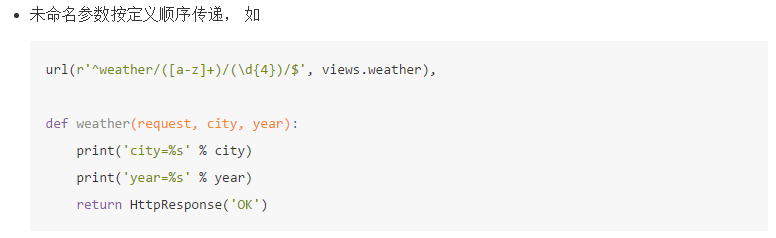 未命名参数按定义顺序传递， 如
url(r'^weather/([a-z]+)/(\d{4})/$', views.weather),
def weather(request, city, year):
    print('city=%s' % city)
    print('year=%s' % year)
    return HttpResponse('OK')